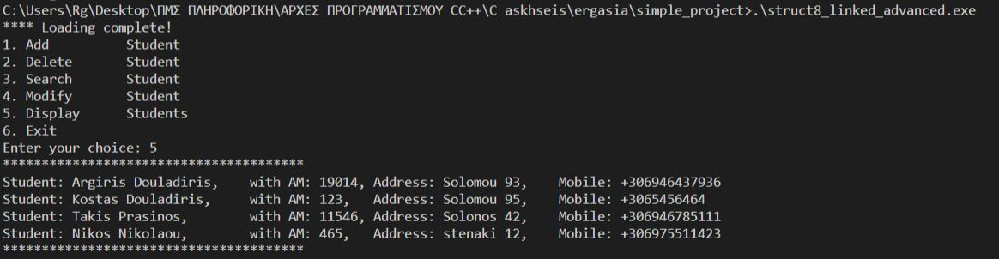 C:\Users\Rg\Desktop\ΠΜΣ ΠΛΗΡΟΦΟΡΙΚΗ\ΑΡΧΕΣ ΠΡΟΓΡΑΜΜΑΤΙΣΜΟΥ CC++\C askhseis\ergasia\simple_project>.\struct8_linked_advanced.exe
**** Loading complete!
1. Add          Student
2. Delete       Student
3. Search       Student
4. Modify       Student
5. Display      Students
6. Exit
Enter your choice: 5
***************************************
Student: Argiris Douladiris,    with AM: 19014, Address: Solomou 93,    Mobile: +306946437936
Student: Kostas Douladiris,     with AM: 123,   Address: Solomou 95,    Mobile: +3065456464
Student: Takis Prasinos,        with AM: 11546, Address: Solonos 42,    Mobile: +306946785111
Student: Nikos Nikolaou,        with AM: 465,   Address: stenaki 12,    Mobile: +306975511423
***************************************